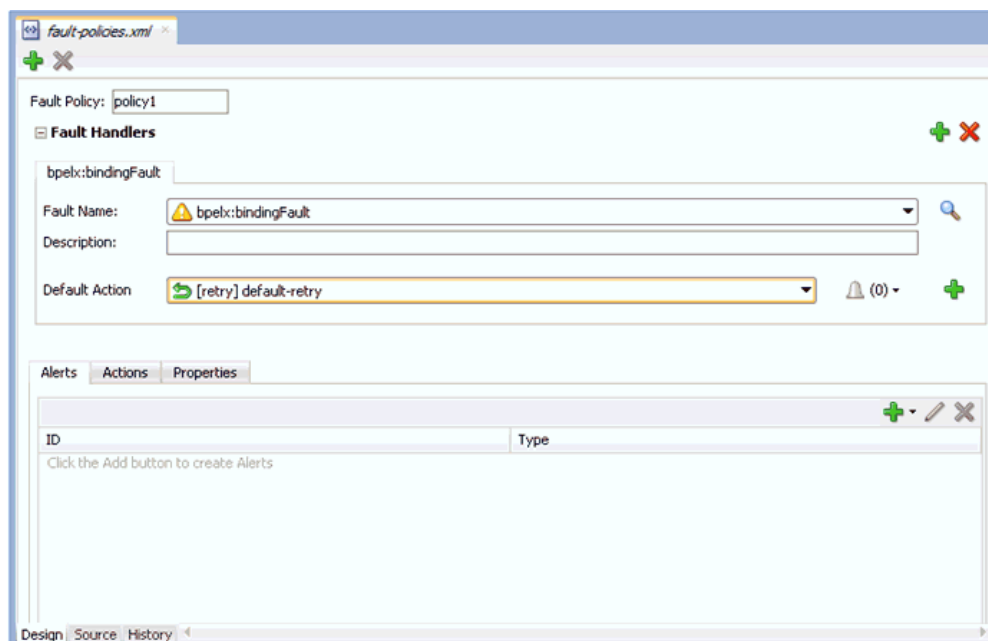 fault-policies.xml
Fault Policy: policy1
Fault Handlers
bpelx:bindingFault
Fault Name: bpelx:bindingFault
Description:
Default Action [retry] default-retry (0)
Alerts Actions Properties
ID Type
Click the Add button to create Alerts
Design Source History